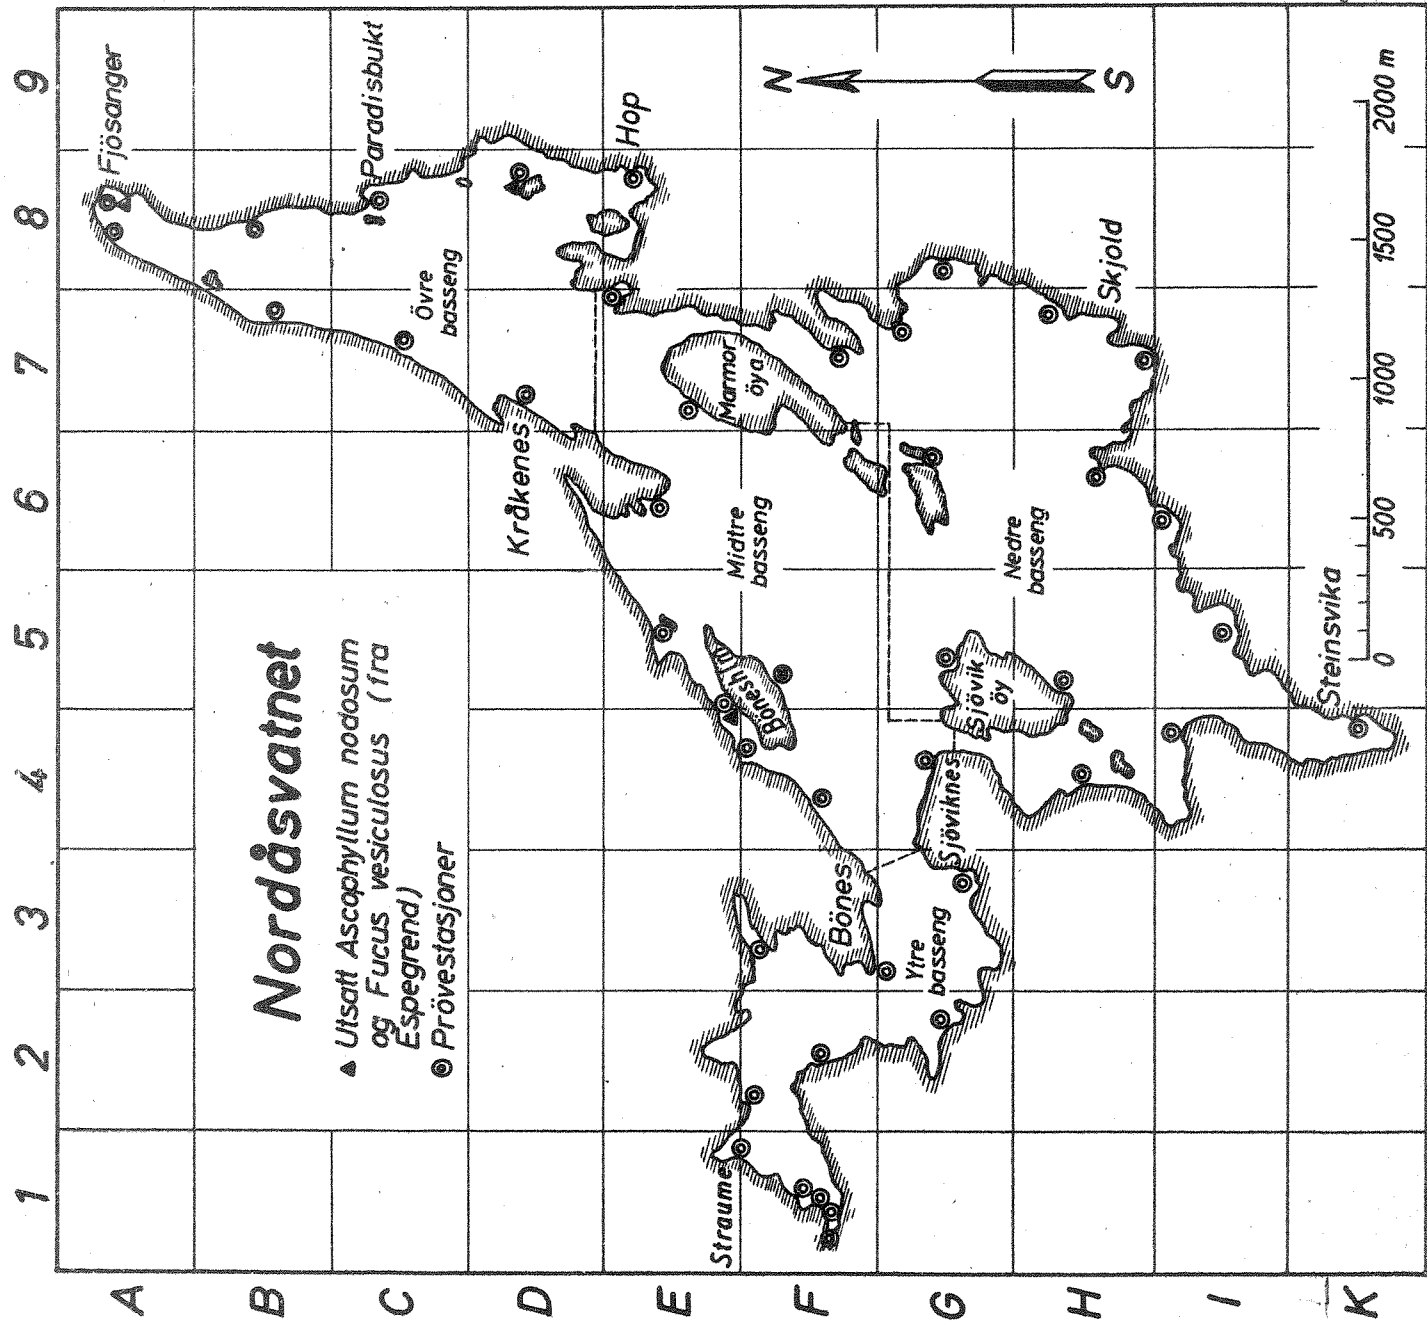 Nordåsvatnet
▲ Utsatt Ascophyllum nodosum
og Fucus vesiculosus (fra
Espegrend)
◎ Prövestasjoner
1 2 3 4 5 6 7 8 9
A
B
C
D
E
F
G
H
I
K
Fjösanger
Paradisbukt
Övre
basseng
Kråkenes
Hop
N
S
Marmor
öya
Midtre
basseng
Bönesh
Straume
Bönes
Ytre
basseng
Sjöviknes
Sjövik
öy
Nedre
basseng
Skjold
Steinsvika
0 500 1000 1500 2000 m